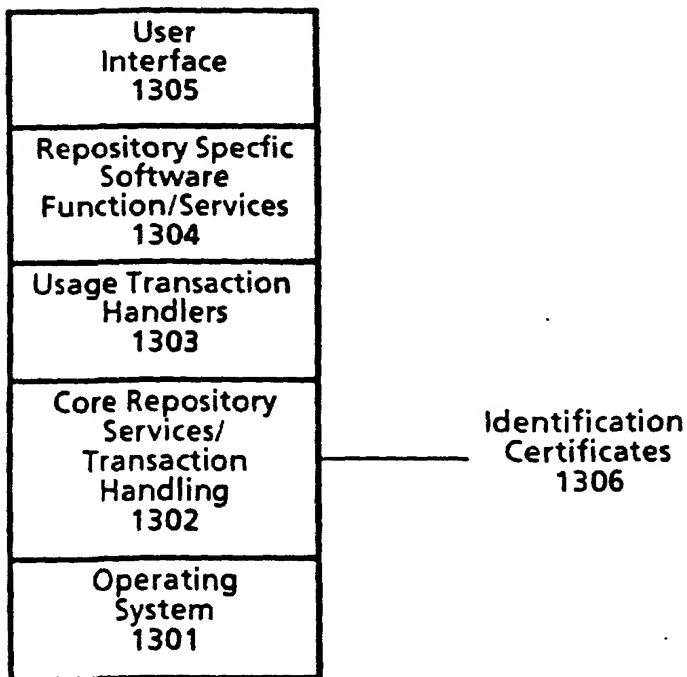 User
Interface
1305
Repository Specfic
Software
Function/Services
1304
Usage Transaction
Handlers
1303
Core Repository
Services/
Transaction
Handling
1302
Identification
Certificates
1306
Operating
System
1301